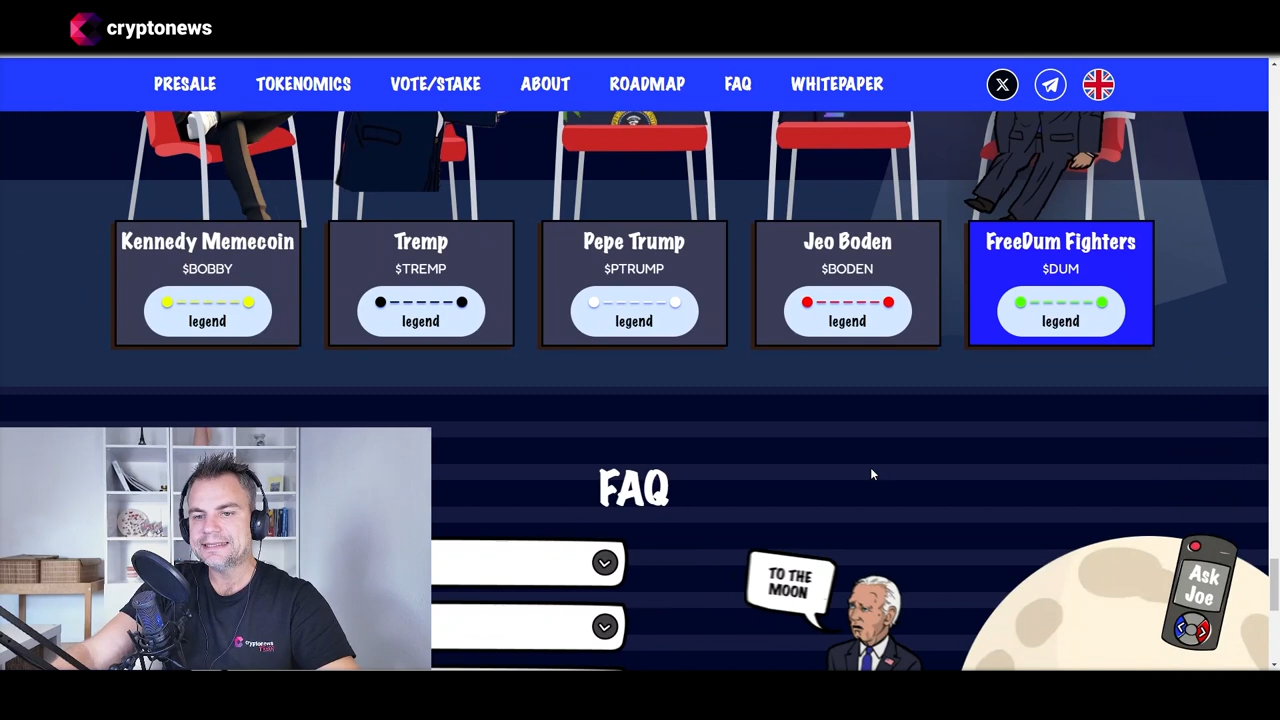 cryptonews
PRESALE TOKENOMICS VOTE/STAKE ABOUT ROADMAP FAQ WHITEPAPER X
Kennedy Memecoin
$BOBBY
legend
Tremp
$TREMP
legend
Pepe Trump
$PTRUMP
legend
Jeo Boden
$BODEN
legend
FreeDum Fighters
$DUM
legend
FAQ
TO THE
MOON
Ask
Joe
cryptonews